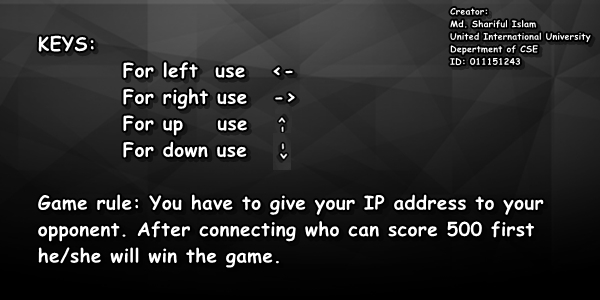 Creator:
Md. Shariful Islam
United International University
Depertment of CSE
ID: 011151243
KEYS:
For left use <-
For right use ->
For up use ^
For down use
Game rule: You have to give your IP address to your
opponent. After connecting who can score 500 first
he/she will win the game.